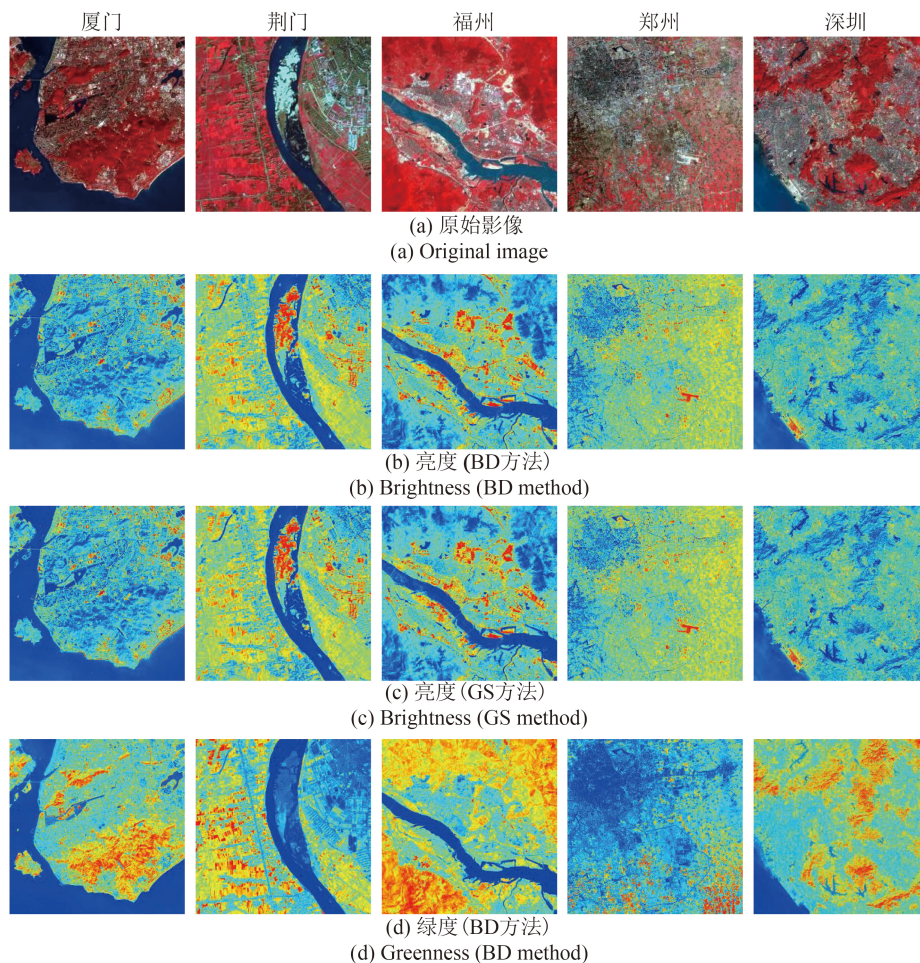 厦门 荆门 福州 郑州 深圳
(a) 原始影像
(a) Original image
(b) 亮度 (BD方法)
(b) Brightness (BD method)
(c) 亮度(GS方法)
(c) Brightness (GS method)
(d) 绿度(BD方法)
(d) Greenness (BD method)